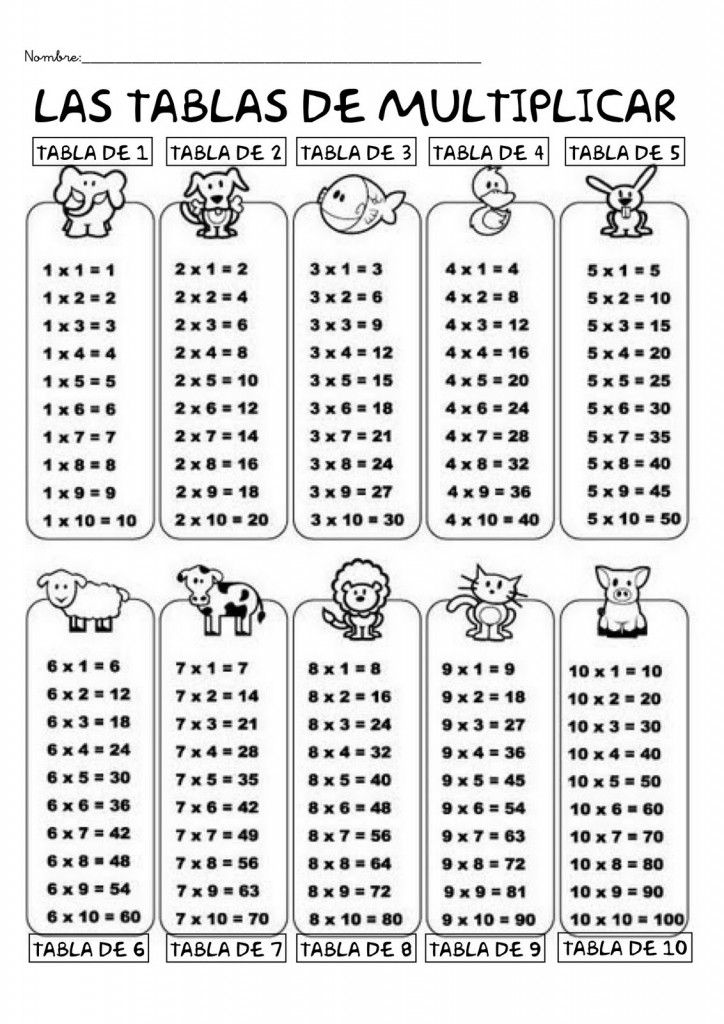 Nombre:
LAS TABLAS DE MULTIPLICAR
TABLA DE 1
1 x 1 = 1
1 x 2 = 2
1 x 3 = 3
1 x 4 = 4
1 x 5 = 5
1 x 6 = 6
1 x 7 = 7
1 x 8 = 8
1 x 9 = 9
1 x 10 = 10
TABLA DE 2
2 x 1 = 2
2 x 2 = 4
2 x 3 = 6
2 x 4 = 8
2 x 5 = 10
2 x 6 = 12
2 x 7 = 14
2 x 8 = 16
2 x 9 = 18
2 x 10 = 20
TABLA DE 3
3 x 1 = 3
3 x 2 = 6
3 x 3 = 9
3 x 4 = 12
3 x 5 = 15
3 x 6 = 18
3 x 7 = 21
3 x 8 = 24
3 x 9 = 27
3 x 10 = 30
TABLA DE 4
4 x 1 = 4
4 x 2 = 8
4 x 3 = 12
4 x 4 = 16
4 x 5 = 20
4 x 6 = 24
4 x 7 = 28
4 x 8 = 32
4 x 9 = 36
4 x 10 = 40
TABLA DE 5
5 x 1 = 5
5 x 2 = 10
5 x 3 = 15
5 x 4 = 20
5 x 5 = 25
5 x 6 = 30
5 x 7 = 35
5 x 8 = 40
5 x 9 = 45
5 x 10 = 50
6 x 1 = 6
6 x 2 = 12
6 x 3 = 18
6 x 4 = 24
6 x 5 = 30
6 x 6 = 36
6 x 7 = 42
6 x 8 = 48
6 x 9 = 54
6 x 10 = 60
TABLA DE 6
7 x 1 = 7
7 x 2 = 14
7 x 3 = 21
7 x 4 = 28
7 x 5 = 35
7 x 6 = 42
7 x 7 = 49
7 x 8 = 56
7 x 9 = 63
7 x 10 = 70
TABLA DE 7
8 x 1 = 8
8 x 2 = 16
8 x 3 = 24
8 x 4 = 32
8 x 5 = 40
8 x 6 = 48
8 x 7 = 56
8 x 8 = 64
8 x 9 = 72
8 x 10 = 80
TABLA DE 8
9 x 1 = 9
9 x 2 = 18
9 x 3 = 27
9 x 4 = 36
9 x 5 = 45
9 x 6 = 54
9 x 7 = 63
9 x 8 = 72
9 x 9 = 81
9 x 10 = 90
TABLA DE 9
10 x 1 = 10
10 x 2 = 20
10 x 3 = 30
10 x 4 = 40
10 x 5 = 50
10 x 6 = 60
10 x 7 = 70
10 x 8 = 80
10 x 9 = 90
10 x 10 = 100
TABLA DE 10